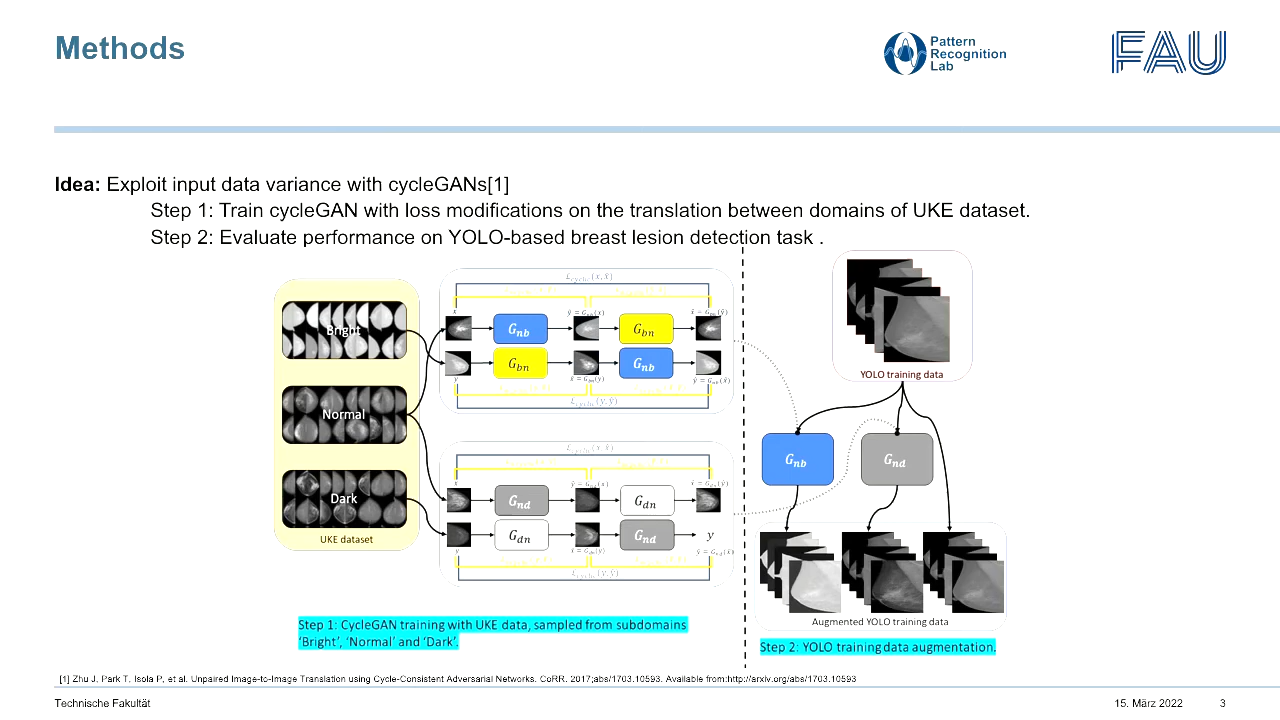 Methods
Pattern
Recognition
Lab
FAU
Idea: Exploit input data variance with cycleGANs[1]
Step 1: Train cycleGAN with loss modifications on the translation between domains of UKE dataset.
Step 2: Evaluate performance on YOLO-based breast lesion detection task .
Bright
Normal
Dark
UKE dataset
x
G_nb
ŷ = G_nb(x)
G_bn
y
G_bn
x̂ = G_bn(y)
G_nb
x
G_nd
G_dn
y
G_dn
x̂ = G_dn(y)
G_nd
y
YOLO training data
G_nb
G_nd
Augmented YOLO training data
Step 1: CycleGAN training with UKE data, sampled from subdomains
‘Bright’, ‘Normal’ and ‘Dark’.
Step 2: YOLO training data augmentation.
[1] Zhu J, Park T, Isola P, et al. Unpaired Image-to-Image Translation using Cycle-Consistent Adversarial Networks. CoRR. 2017;abs/1703.10593. Available from:http://arxiv.org/abs/1703.10593
Technische Fakultät
15. März 2022
3